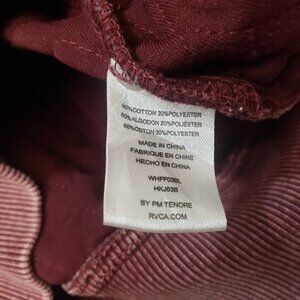 80%COTTON 20%POLYESTER
80%ALGODON 20%POLIÉSTER
80%COTON 20%POLYESTER
MADE IN CHINA
FABRIQUE EN CHINE
HECHO EN CHINA
WHFF03BL
HKJ03B
BY PM TENORE
RVCA.COM